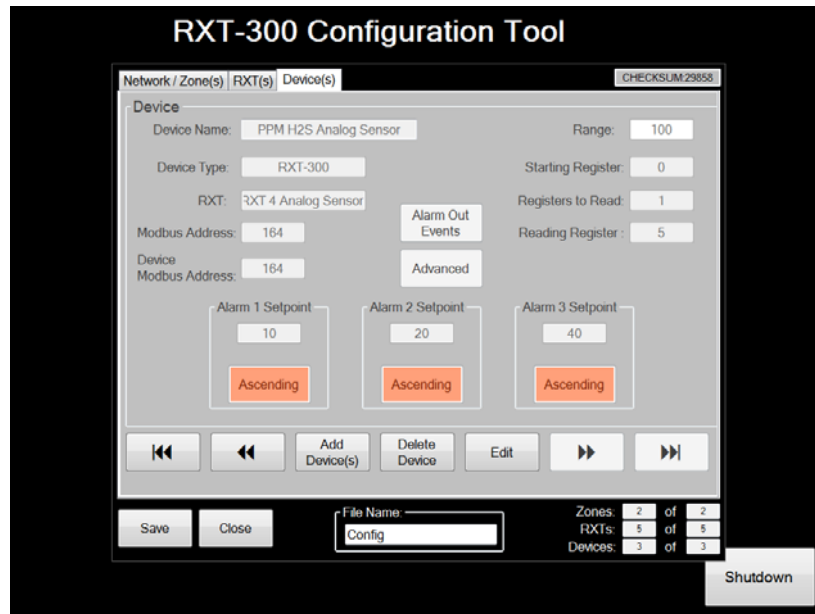 RXT-300 Configuration Tool
Network / Zone(s) RXT(s) Device(s) CHECKSUM:29858
Device
Device Name: PPM H2S Analog Sensor Range: 100
Device Type: RXT-300 Starting Register: 0
RXT: RXT 4 Analog Sensor Registers to Read: 1
Alarm Out
Events
Modbus Address: 164 Reading Register : 5
Device
Modbus Address: 164 Advanced
Alarm 1 Setpoint Alarm 2 Setpoint Alarm 3 Setpoint
10 20 40
Ascending Ascending Ascending
Add
Device(s)
Delete
Device
Edit
Save Close
File Name:
Config
Zones: 2 of 2
RXTs: 5 of 5
Devices: 3 of 3
Shutdown